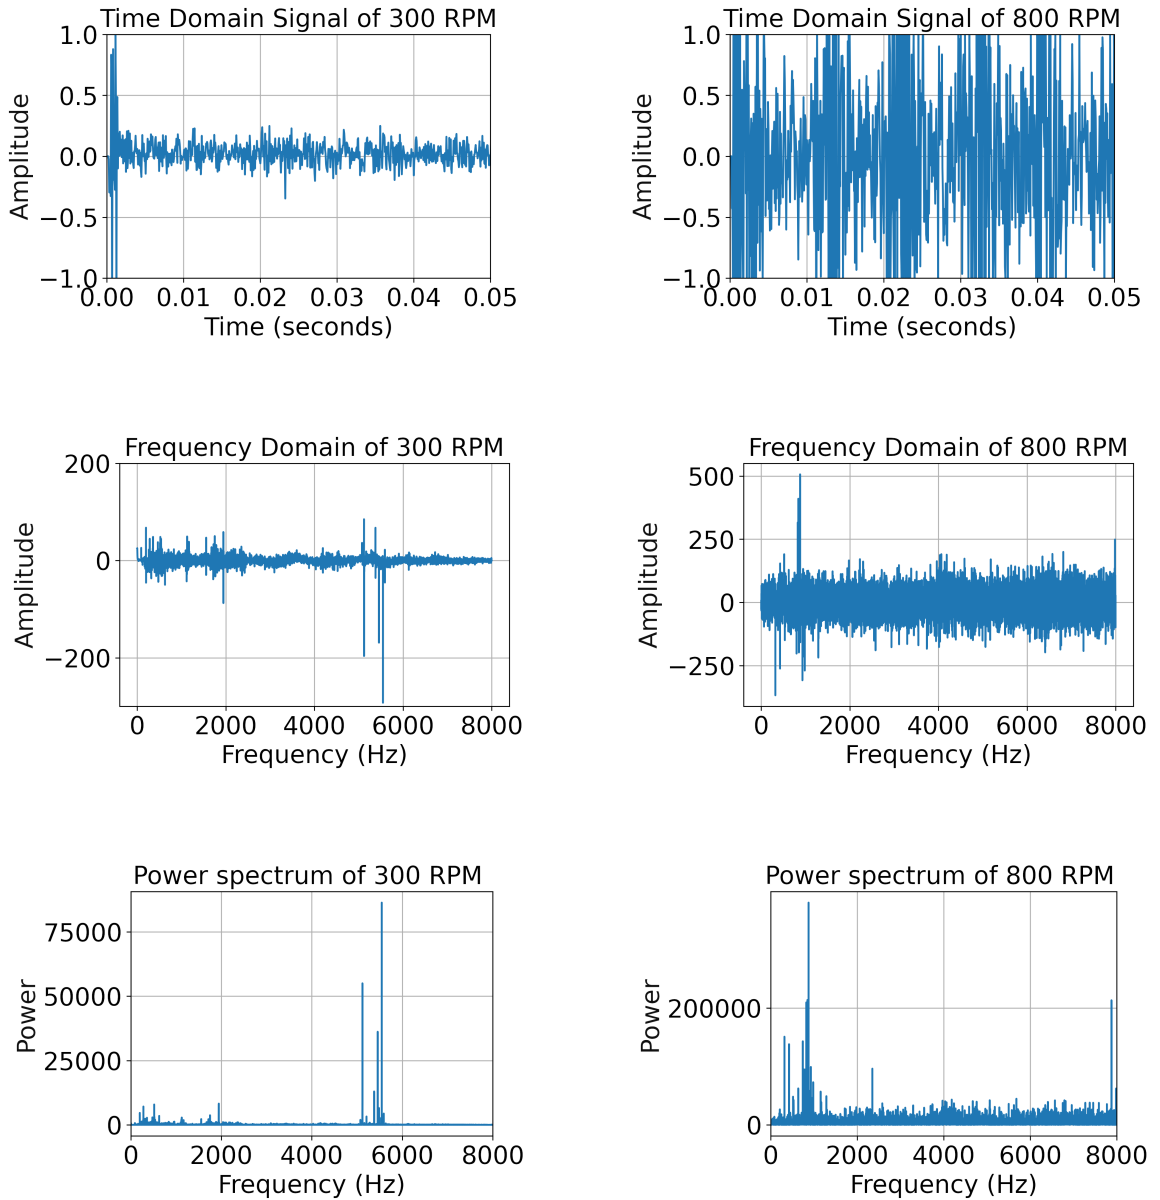 Time Domain Signal of 300 RPM
1.0
0.5
0.0
−0.5
−1.0
Amplitude
0.00 0.01 0.02 0.03 0.04 0.05
Time (seconds)
Time Domain Signal of 800 RPM
1.0
0.5
0.0
−0.5
−1.0
Amplitude
0.00 0.01 0.02 0.03 0.04 0.05
Time (seconds)
Frequency Domain of 300 RPM
200
0
−200
Amplitude
0 2000 4000 6000 8000
Frequency (Hz)
Frequency Domain of 800 RPM
500
250
0
−250
Amplitude
0 2000 4000 6000 8000
Frequency (Hz)
Power spectrum of 300 RPM
75000
50000
25000
0
Power
0 2000 4000 6000 8000
Frequency (Hz)
Power spectrum of 800 RPM
200000
0
Power
0 2000 4000 6000 8000
Frequency (Hz)